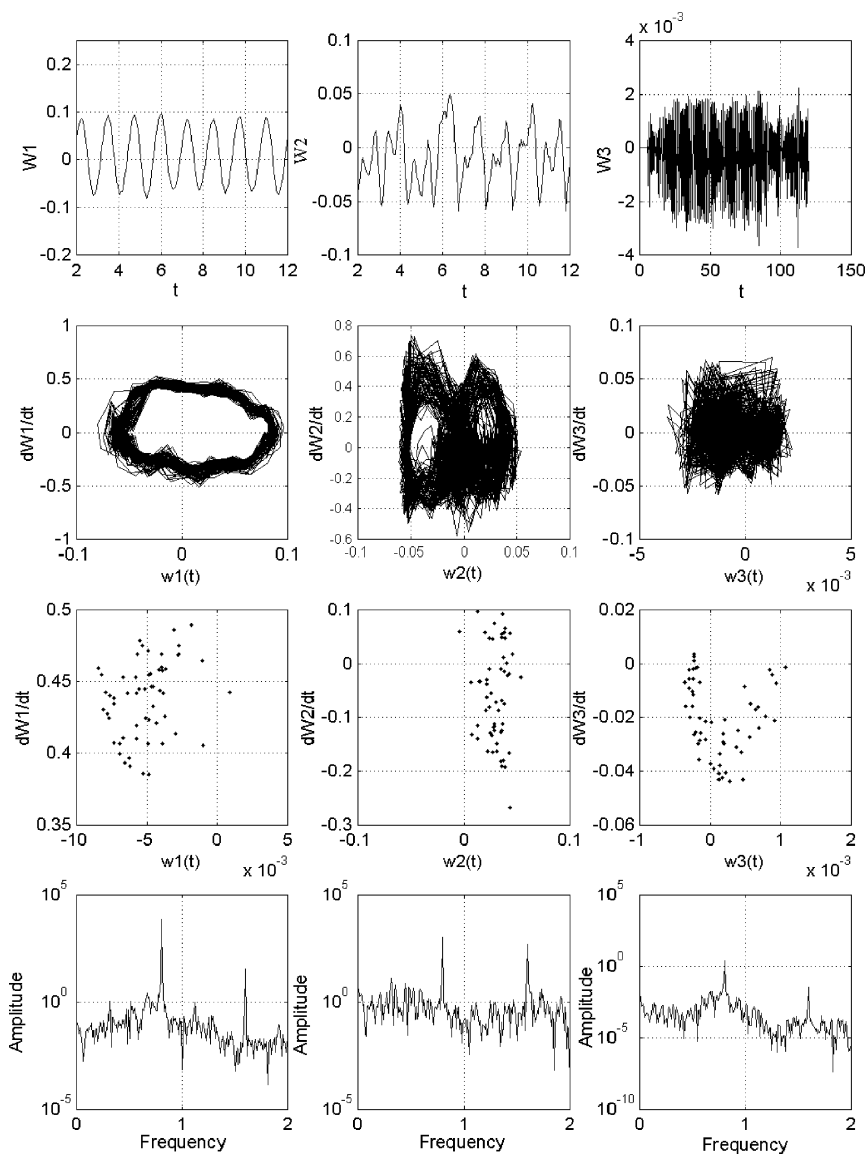 x 10^-3
0.2 0.1 0 -0.1 -0.2
W1
2 4 6 8 10 12
t
0.1 0.05 0 -0.05 -0.1
W2
2 4 6 8 10 12
t
4 2 0 -2 -4
W3
0 50 100 150
t
1 0.5 0 -0.5 -1
dW1/dt
-0.1 0 0.1
w1(t)
0.8 0.6 0.4 0.2 0 -0.2 -0.4 -0.6
dW2/dt
-0.1 -0.05 0 0.05 0.1
w2(t)
0.1 0.05 0 0.05 0.1
dW3/dt
5 0 5
w3(t)
x 10^-3
0.5 0.45 0.4 0.35
dW1/dt
-10 -5 0 5
w1(t)
x 10^-3
0.1 0 -0.1 -0.2 -0.3
dW2/dt
-0.1 0 0.1
w2(t)
0.02 0 -0.02 -0.04 -0.06
dW3/dt
-1 0 1 2
w3(t)
x 10^-3
10^5 10^0 10^-5
Amplitude
0 1 2
Frequency
10^5 10^0 10^-5
Amplitude
0 1 2
Frequency
10^5 10^0 10^-5 10^-10
Amplitude
0 1 2
Frequency